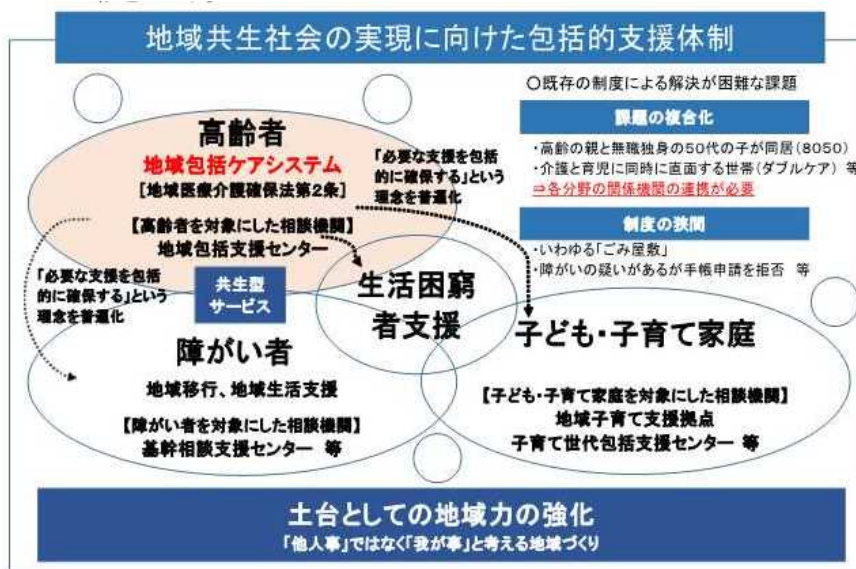 地域共生社会の実現に向けた包括的支援体制
高齢者
地域包括ケアシステム
[地域医療介護確保法第2条]
【高齢者を対象にした相談機関】
地域包括支援センター
「必要な支援を包括
的に確保する」という
理念を普遍化
○既存の制度による解決が困難な課題
課題の複合化
・高齢の親と無職独身の50代の子が同居(8050)
・介護と育児に同時に直面する世帯(ダブルケア) 等
⇒各分野の関係機関の連携が必要
制度の狭間
・いわゆる「ごみ屋敷」
・障がいの疑いがあるが手帳申請を拒否 等
「必要な支援を包括
的に確保する」という
理念を普遍化
共生型
サービス
生活困窮
者支援
障がい者
地域移行、地域生活支援
【障がい者を対象にした相談機関】
基幹相談支援センター 等
子ども・子育て家庭
【子ども・子育て家庭を対象にした相談機関】
地域子育て支援拠点
子育て世代包括支援センター 等
土台としての地域力の強化
「他人事」ではなく「我が事」と考える地域づくり